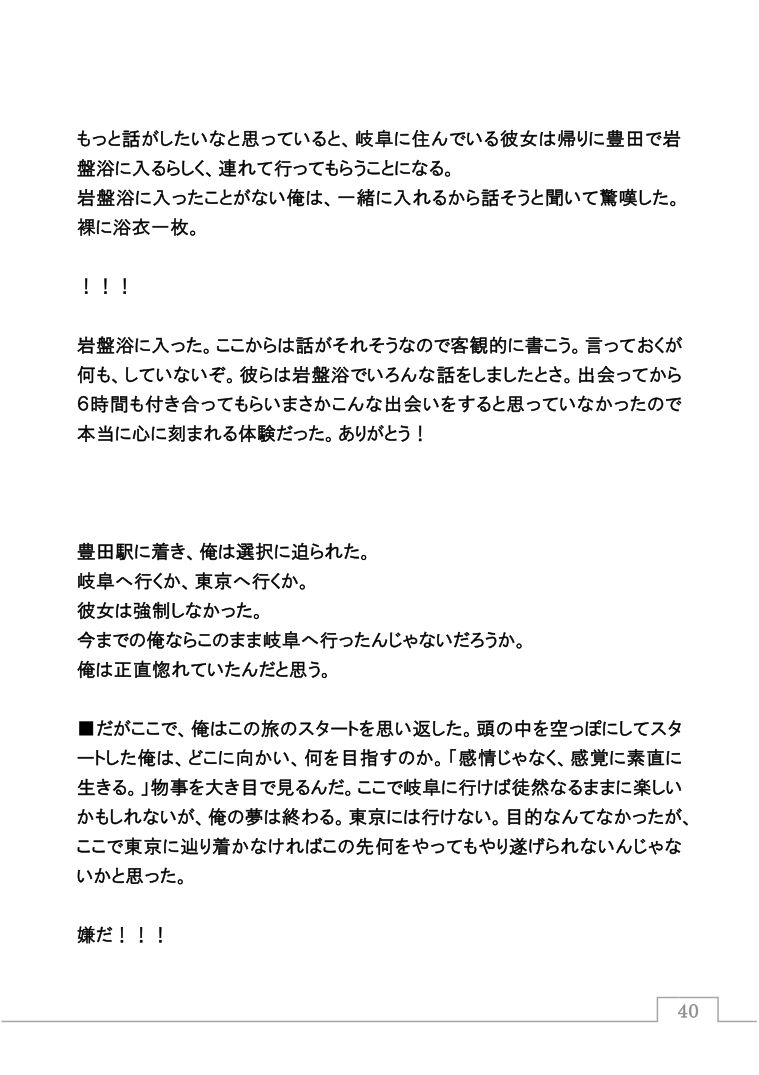 もっと話がしたいなと思っていると、岐阜に住んでいる彼女は帰りに豊田で岩
盤浴に入るらしく、連れて行ってもらうことになる。
岩盤浴に入ったことがない俺は、一緒に入れるから話そうと聞いて驚嘆した。
裸に浴衣一枚。
！！！
岩盤浴に入った。ここからは話がそれそうなので客観的に書こう。言っておくが
何も、していないぞ。彼らは岩盤浴でいろんな話をしましたとさ。出会ってから
６時間も付き合ってもらいまさかこんな出会いをすると思っていなかったので
本当に心に刻まれる体験だった。ありがとう！
豊田駅に着き、俺は選択に迫られた。
岐阜へ行くか、東京へ行くか。
彼女は強制しなかった。
今までの俺ならこのまま岐阜へ行ったんじゃないだろうか。
俺は正直惚れていたんだと思う。
■だがここで、俺はこの旅のスタートを思い返した。頭の中を空っぽにしてスタ
ートした俺は、どこに向かい、何を目指すのか。「感情じゃなく、感覚に素直に
生きる。」物事を大き目で見るんだ。ここで岐阜に行けば徒然なるままに楽しい
かもしれないが、俺の夢は終わる。東京には行けない。目的なんてなかったが、
ここで東京に辿り着かなければこの先何をやってもやり遂げられないんじゃな
いかと思った。
嫌だ！！！
40